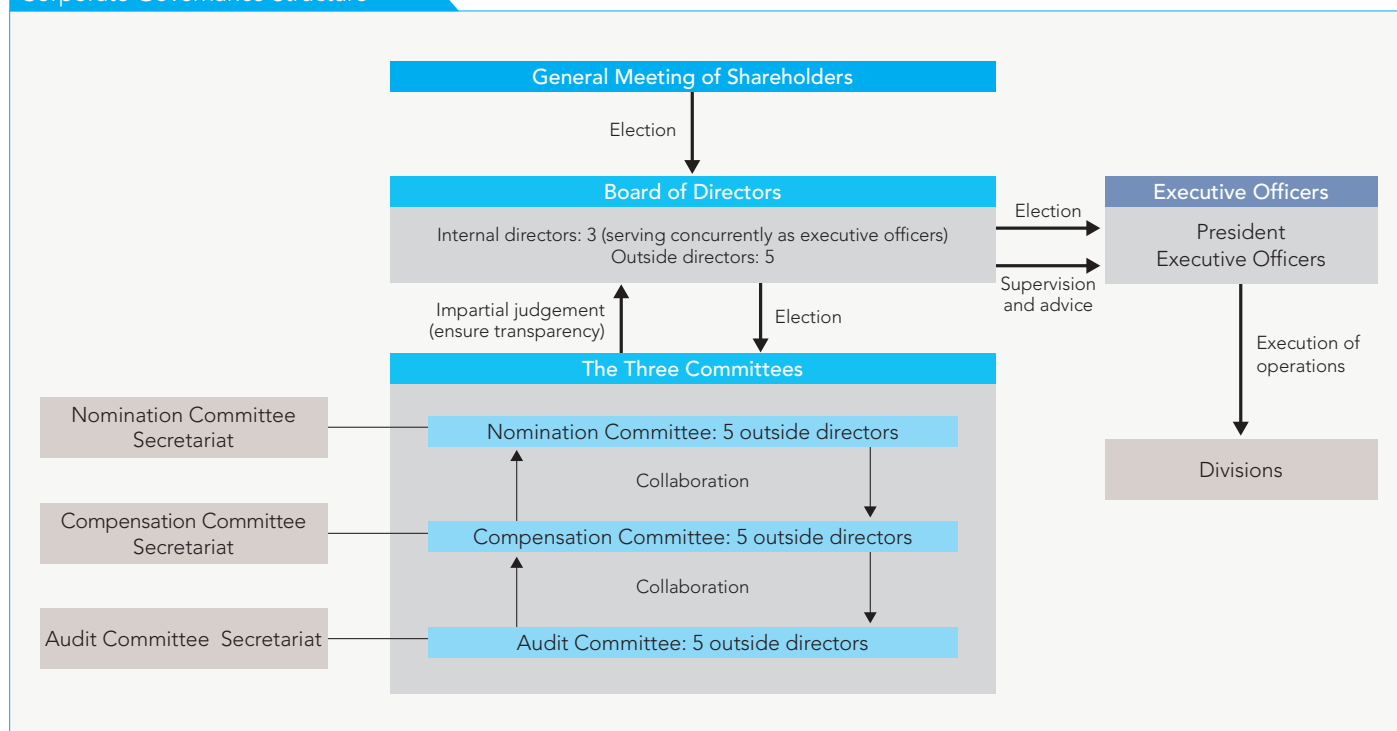 Corporate Governance Structure
General Meeting of Shareholders
Election
Board of Directors
Internal directors: 3 (serving concurrently as executive officers)
Outside directors: 5
Election
Supervision
and advice
Executive Officers
President
Executive Officers
Impartial judgement
(ensure transparency)
Election
Execution of
operations
The Three Committees
Nomination Committee
Secretariat
Nomination Committee: 5 outside directors
Collaboration
Divisions
Compensation Committee
Secretariat
Compensation Committee: 5 outside directors
Collaboration
Audit Committee Secretariat
Audit Committee: 5 outside directors